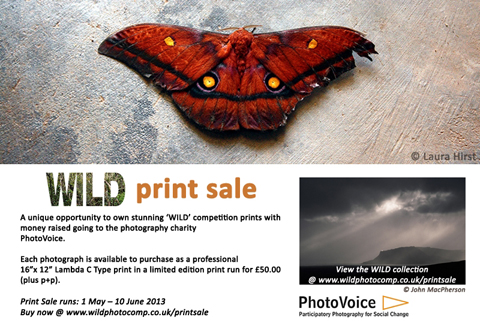 © Laura Hirst
WILD print sale
A unique opportunity to own stunning 'WILD' competition prints with
money raised going to the photography charity
PhotoVoice.
Each photograph is available to purchase as a professional
16"x 12" Lambda C Type print in a limited edition print run for £50.00
(plus p+p).
Print Sale runs: 1 May – 10 June 2013
Buy now @ www.wildphotocomp.co.uk/printsale
View the WILD collection
@ www.wildphotocomp.co.uk/printsale
© John MacPherson
PhotoVoice
Participatory Photography for Social Change